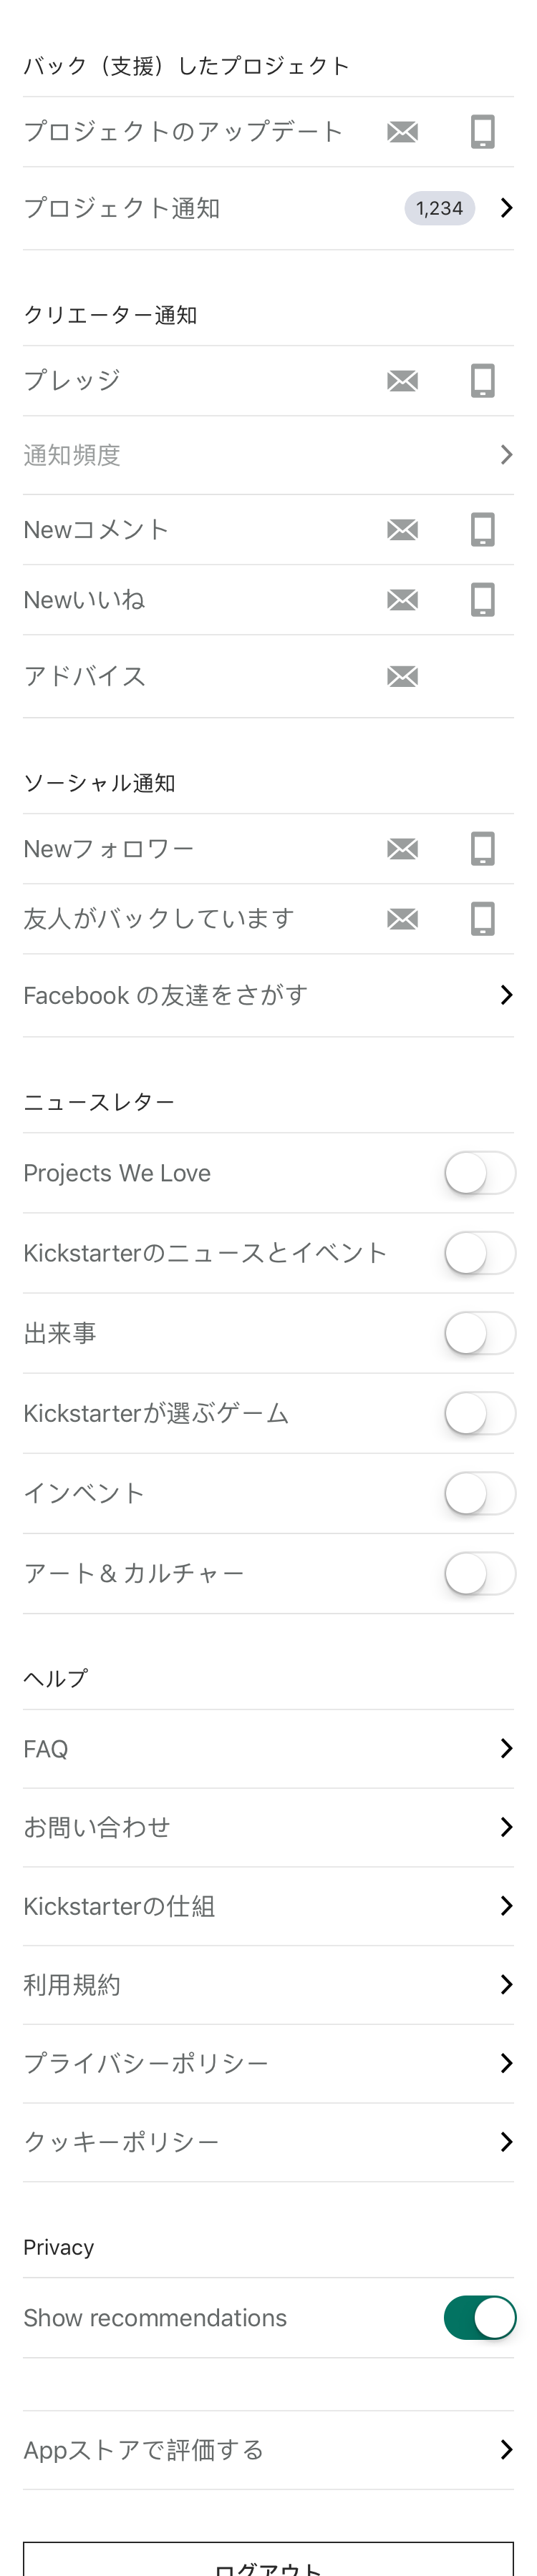 バック（支援）したプロジェクト
プロジェクトのアップデート
プロジェクト通知 1,234
クリエーター通知
プレッジ
通知頻度
Newコメント
Newいいね
アドバイス
ソーシャル通知
Newフォロワー
友人がバックしています
Facebook の友達をさがす
ニュースレター
Projects We Love
Kickstarterのニュースとイベント
出来事
Kickstarterが選ぶゲーム
インベント
アート＆カルチャー
ヘルプ
FAQ
お問い合わせ
Kickstarterの仕組
利用規約
プライバシーポリシー
クッキーポリシー
Privacy
Show recommendations
Appストアで評価する
ログアウト